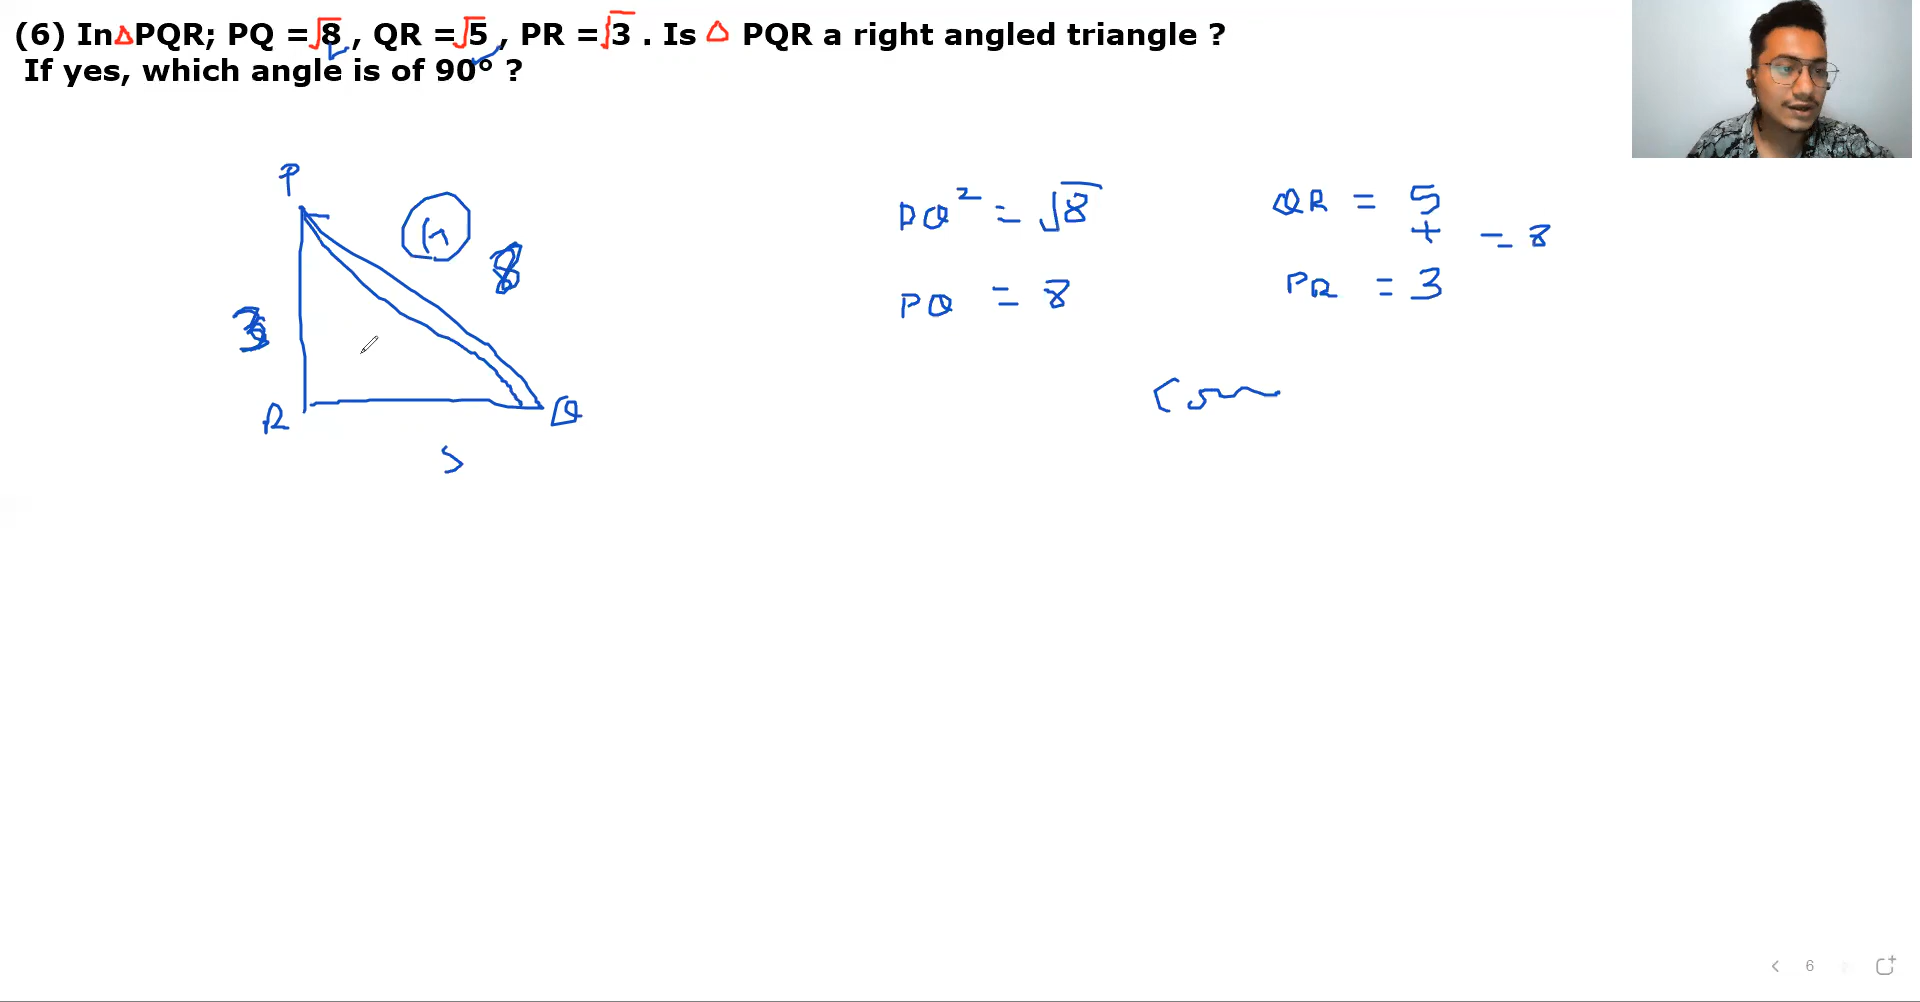 (6) In△PQR; PQ =√8 , QR =√5 , PR =√3 . Is △ PQR a right angled triangle ?
If yes, which angle is of 90° ?
P
h
8
3
R
Q
5
PQ² = √8
PQ = 8
QR = 5
+ = 8
PR = 3
6